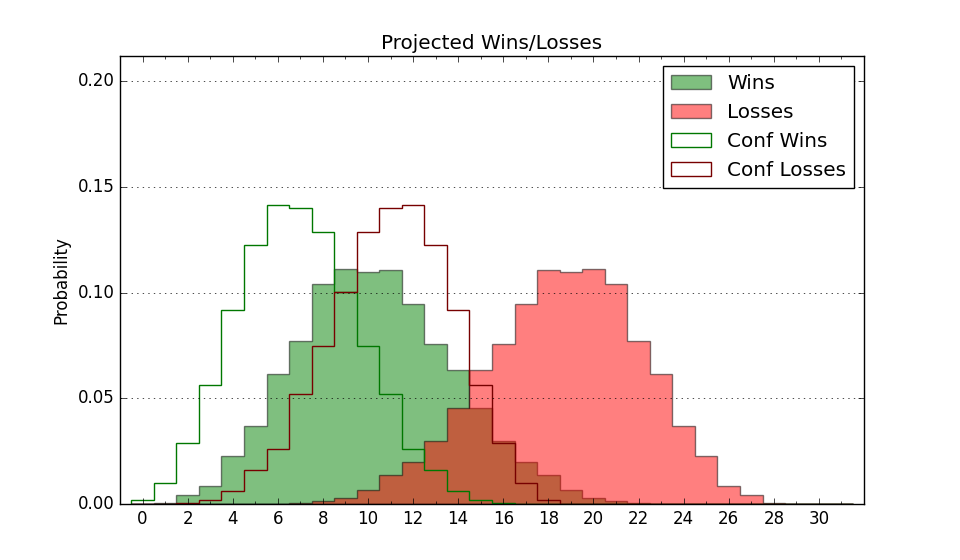 Projected Wins/Losses
Wins
Losses
Conf Wins
Conf Losses
Probability
0.20
0.15
0.10
0.05
0.00
0 2 4 6 8 10 12 14 16 18 20 22 24 26 28 30